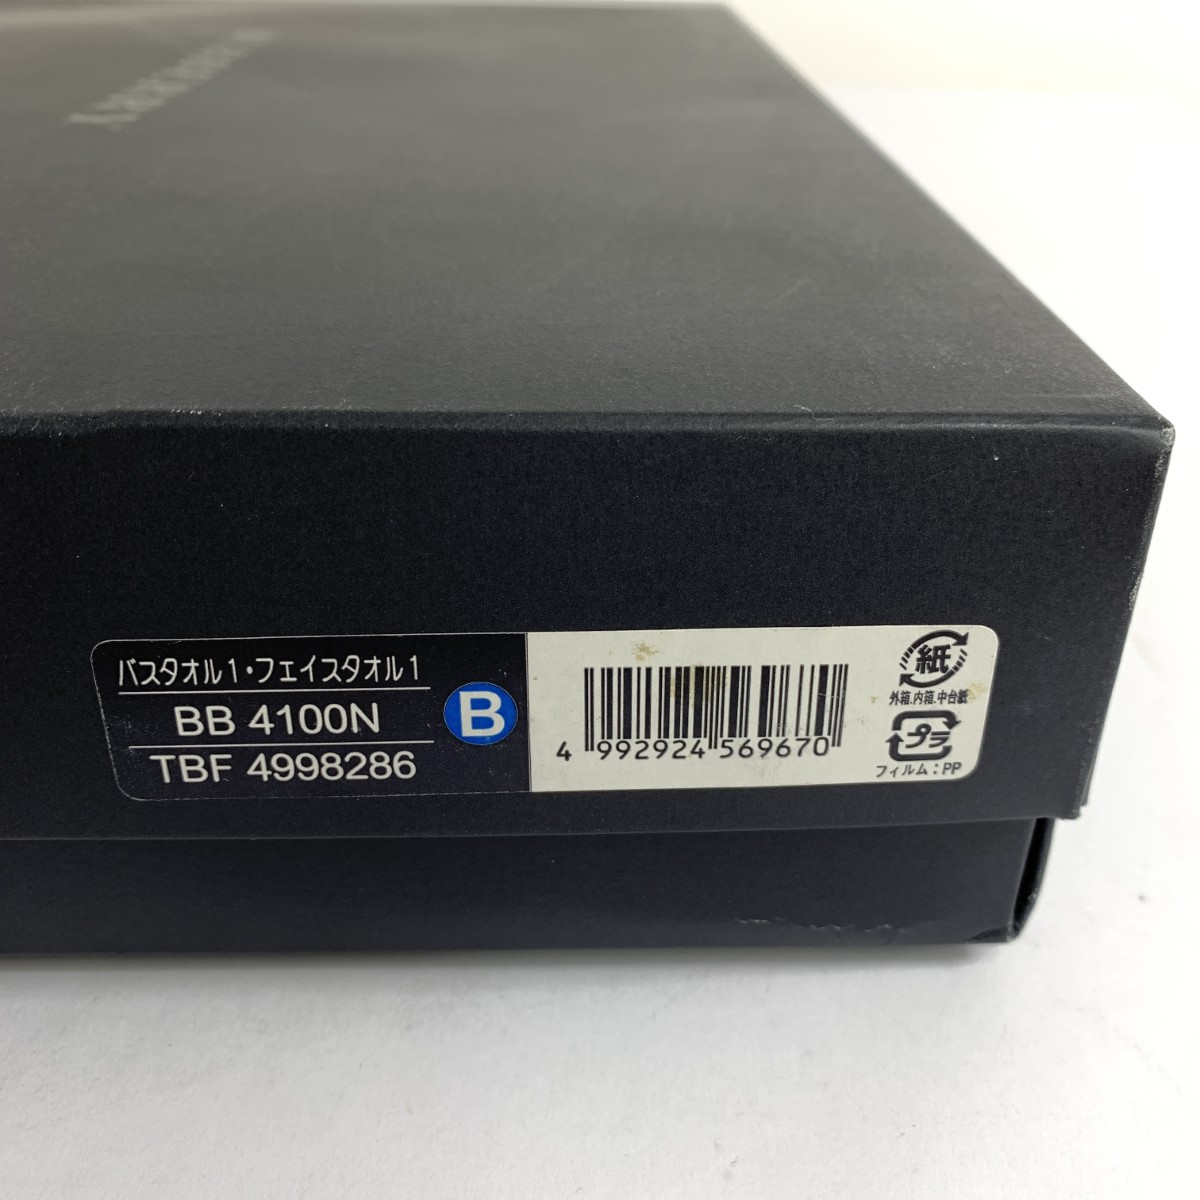 バスタオル1・フェイスタオル1
BB 4100N
TBF 4998286
B
4 992924 569670
紙
外箱.内箱.中台紙
プラ
フィルム:PP